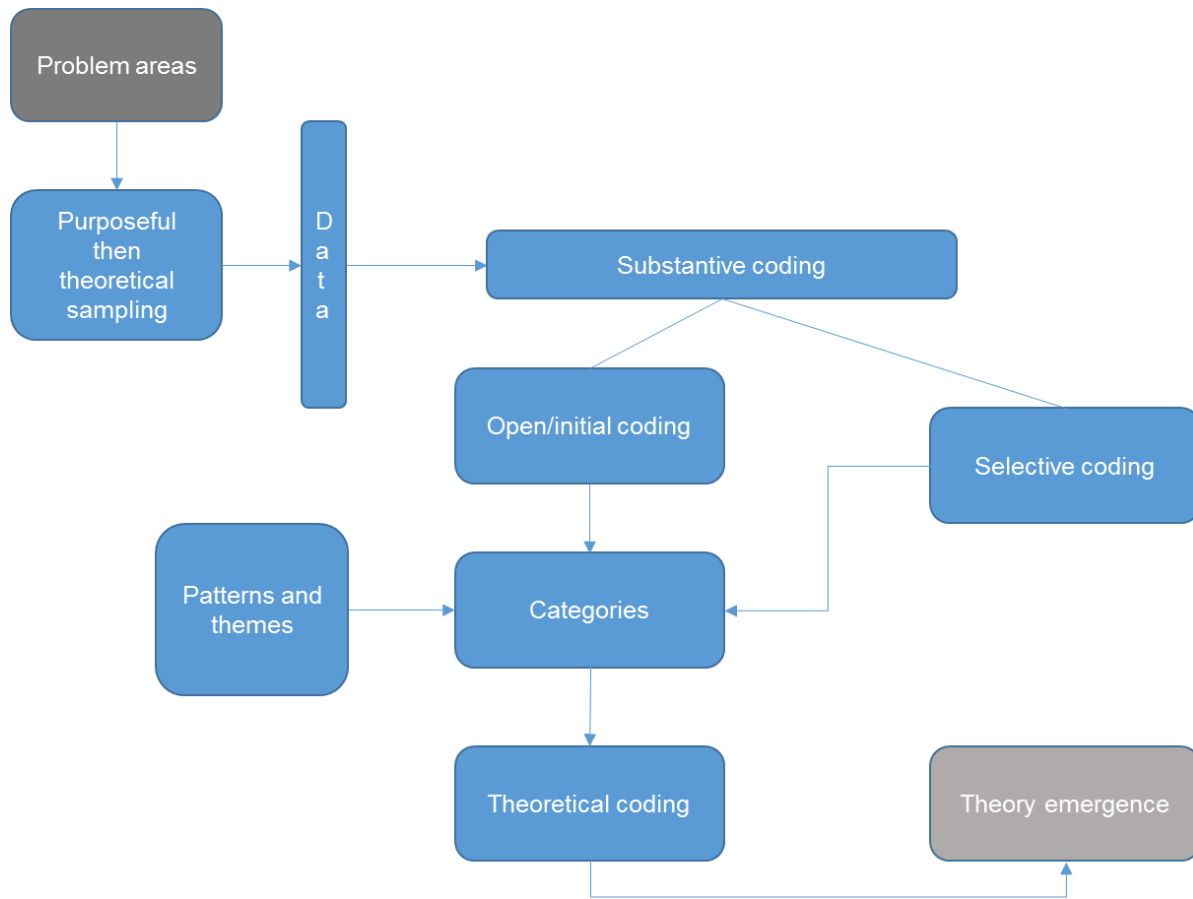 Problem areas
Purposeful
then
theoretical
sampling
D
a
t
a
Substantive coding
Open/initial coding
Selective coding
Patterns and
themes
Categories
Theoretical coding
Theory emergence